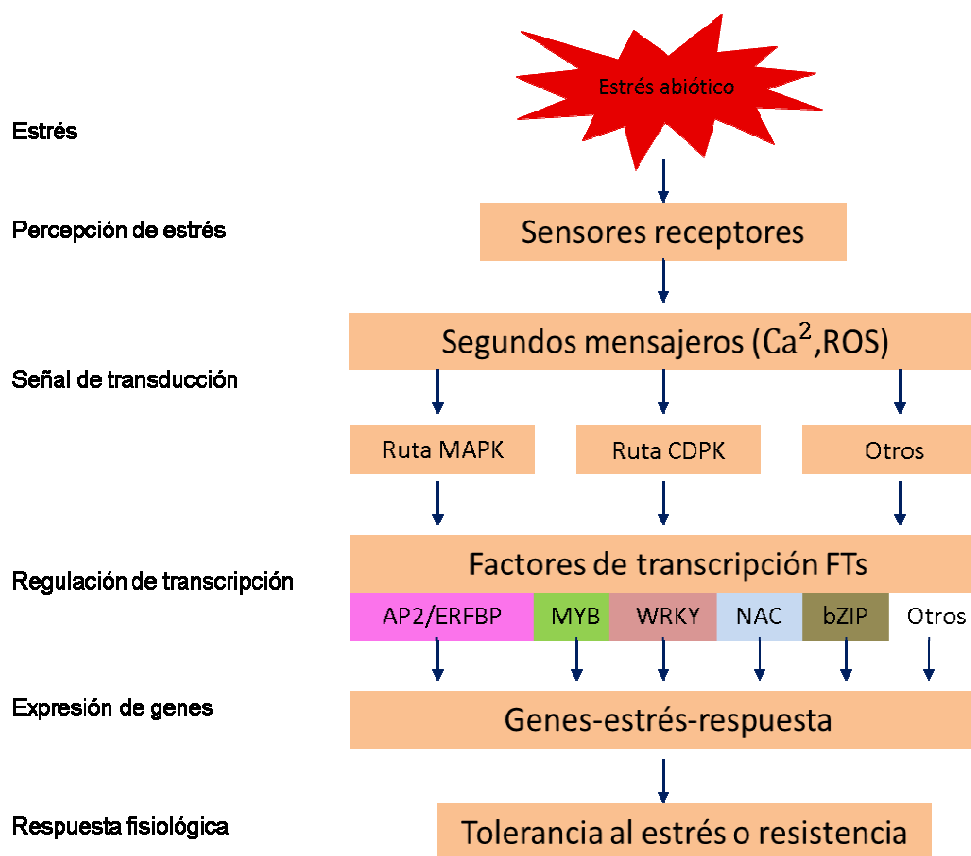 Estrés abiótico
Estrés
Percepción de estrés
Sensores receptores
Segundos mensajeros (Ca²,ROS)
Señal de transducción
Ruta MAPK
Ruta CDPK
Otros
Factores de transcripción FTs
Regulación de transcripción
AP2/ERFBP
MYB
WRKY
NAC
bZIP
Otros
Expresión de genes
Genes-estrés-respuesta
Respuesta fisiológica
Tolerancia al estrés o resistencia